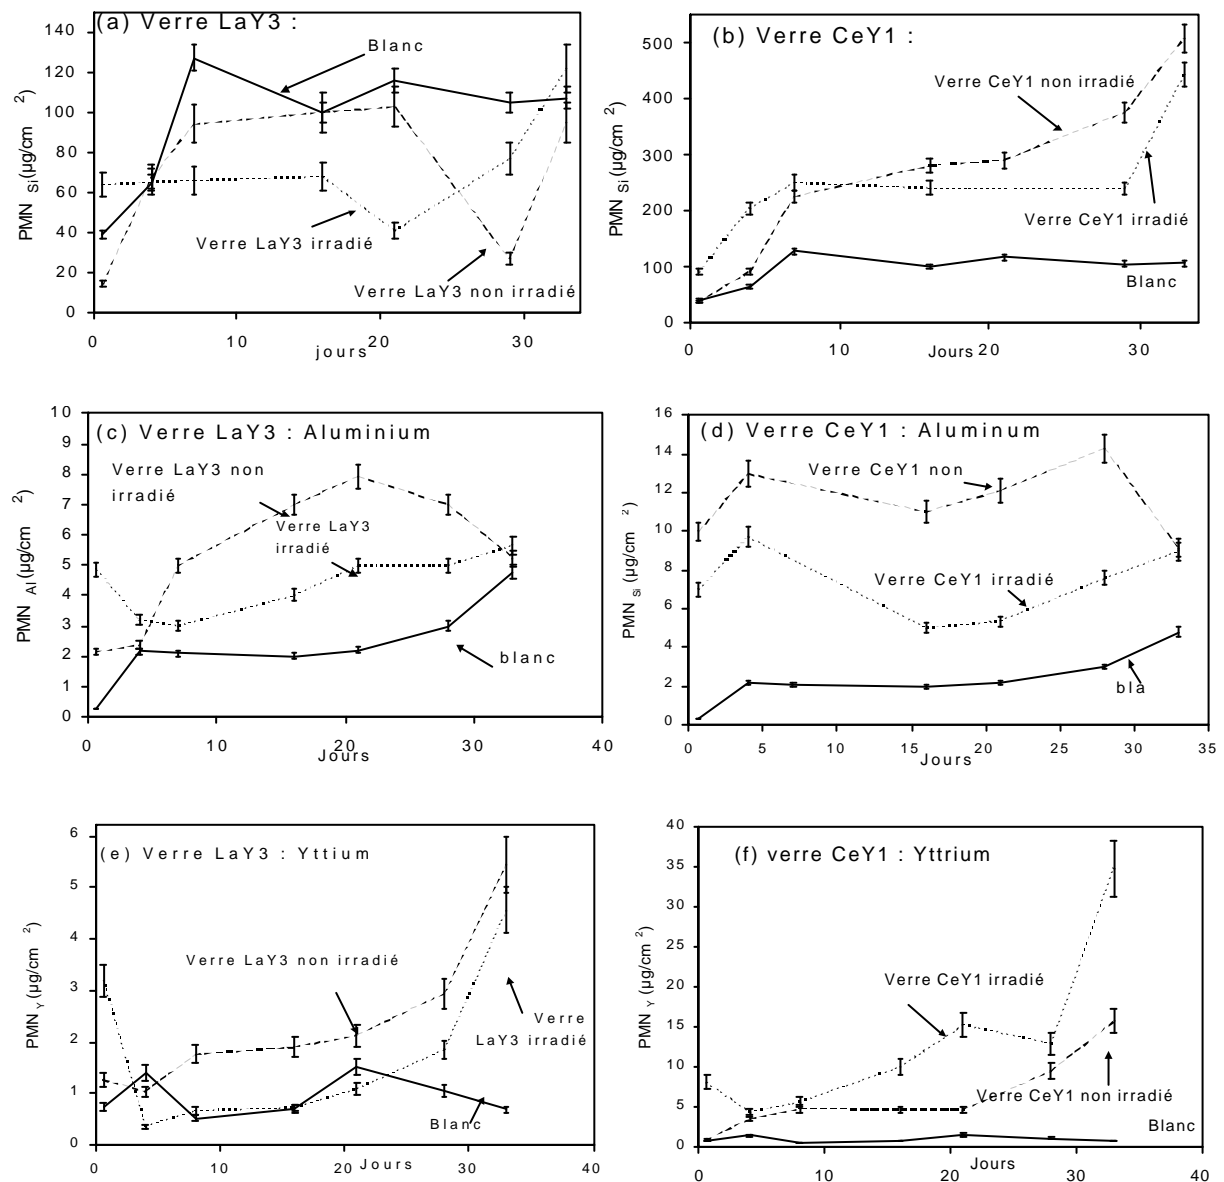 (a) Verre LaY3 :
140
120
100
80
60
40
20
0
PMN Si (µg/cm 2)
Blanc
Verre LaY3 irradié
Verre LaY3 non irradié
0 10 20 30
jours
(b) Verre CeY1 :
500
400
300
200
100
0
PMN Si (µg/cm 2)
Verre CeY1 non irradié
Verre CeY1 irradié
Blanc
0 10 20 30
Jours
(c) Verre LaY3 : Aluminium
10
9
8
7
6
5
4
3
2
1
0
PMN Al (µg/cm 2)
Verre LaY3 non
irradié
Verre LaY3
irradié
blanc
0 10 20 30 40
Jours
(d) Verre CeY1 : Aluminum
16
14
12
10
8
6
4
2
0
PMN Si (µg/cm 2)
Verre CeY1 non
Verre CeY1 irradié
bla
0 5 10 15 20 25 30 35
Jours
(e) Verre LaY3 : Yttium
6
5
4
3
2
1
0
PMN Y (µg/cm 2)
Verre LaY3 non irradié
Verre
LaY3 irradié
Blanc
0 10 20 30 40
Jours
(f) verre CeY1 : Yttrium
40
35
30
25
20
15
10
5
0
PMN Y (µg/cm 2)
Verre CeY1 irradié
Verre CeY1 non irradié
Blanc
0 10 20 30 40
Jours